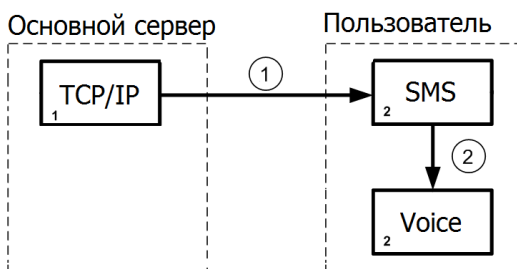 Основной сервер
Пользователь
TCP/IP
1
1
SMS
2
2
Voice
2